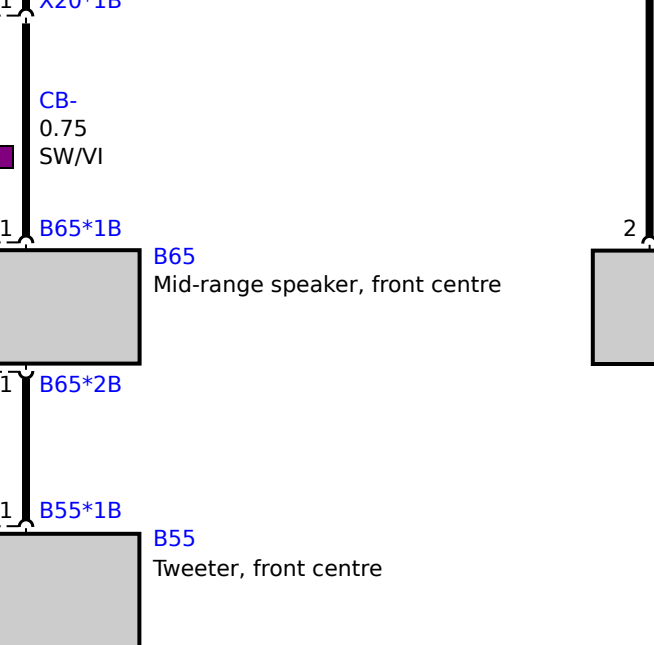 1 X20*1B
CB-
0.75
SW/VI
1 B65*1B
2
B65
Mid-range speaker, front centre
1 B65*2B
1 B55*1B
B55
Tweeter, front centre